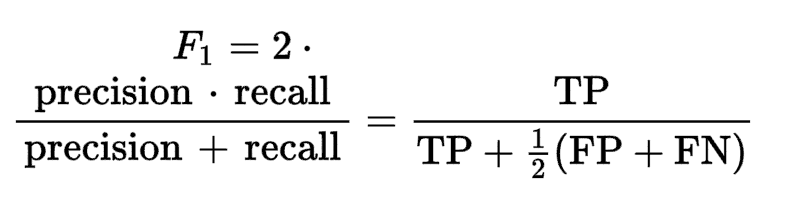 F₁ = 2 ·
precision · recall / precision + recall = TP / TP + ½(FP + FN)